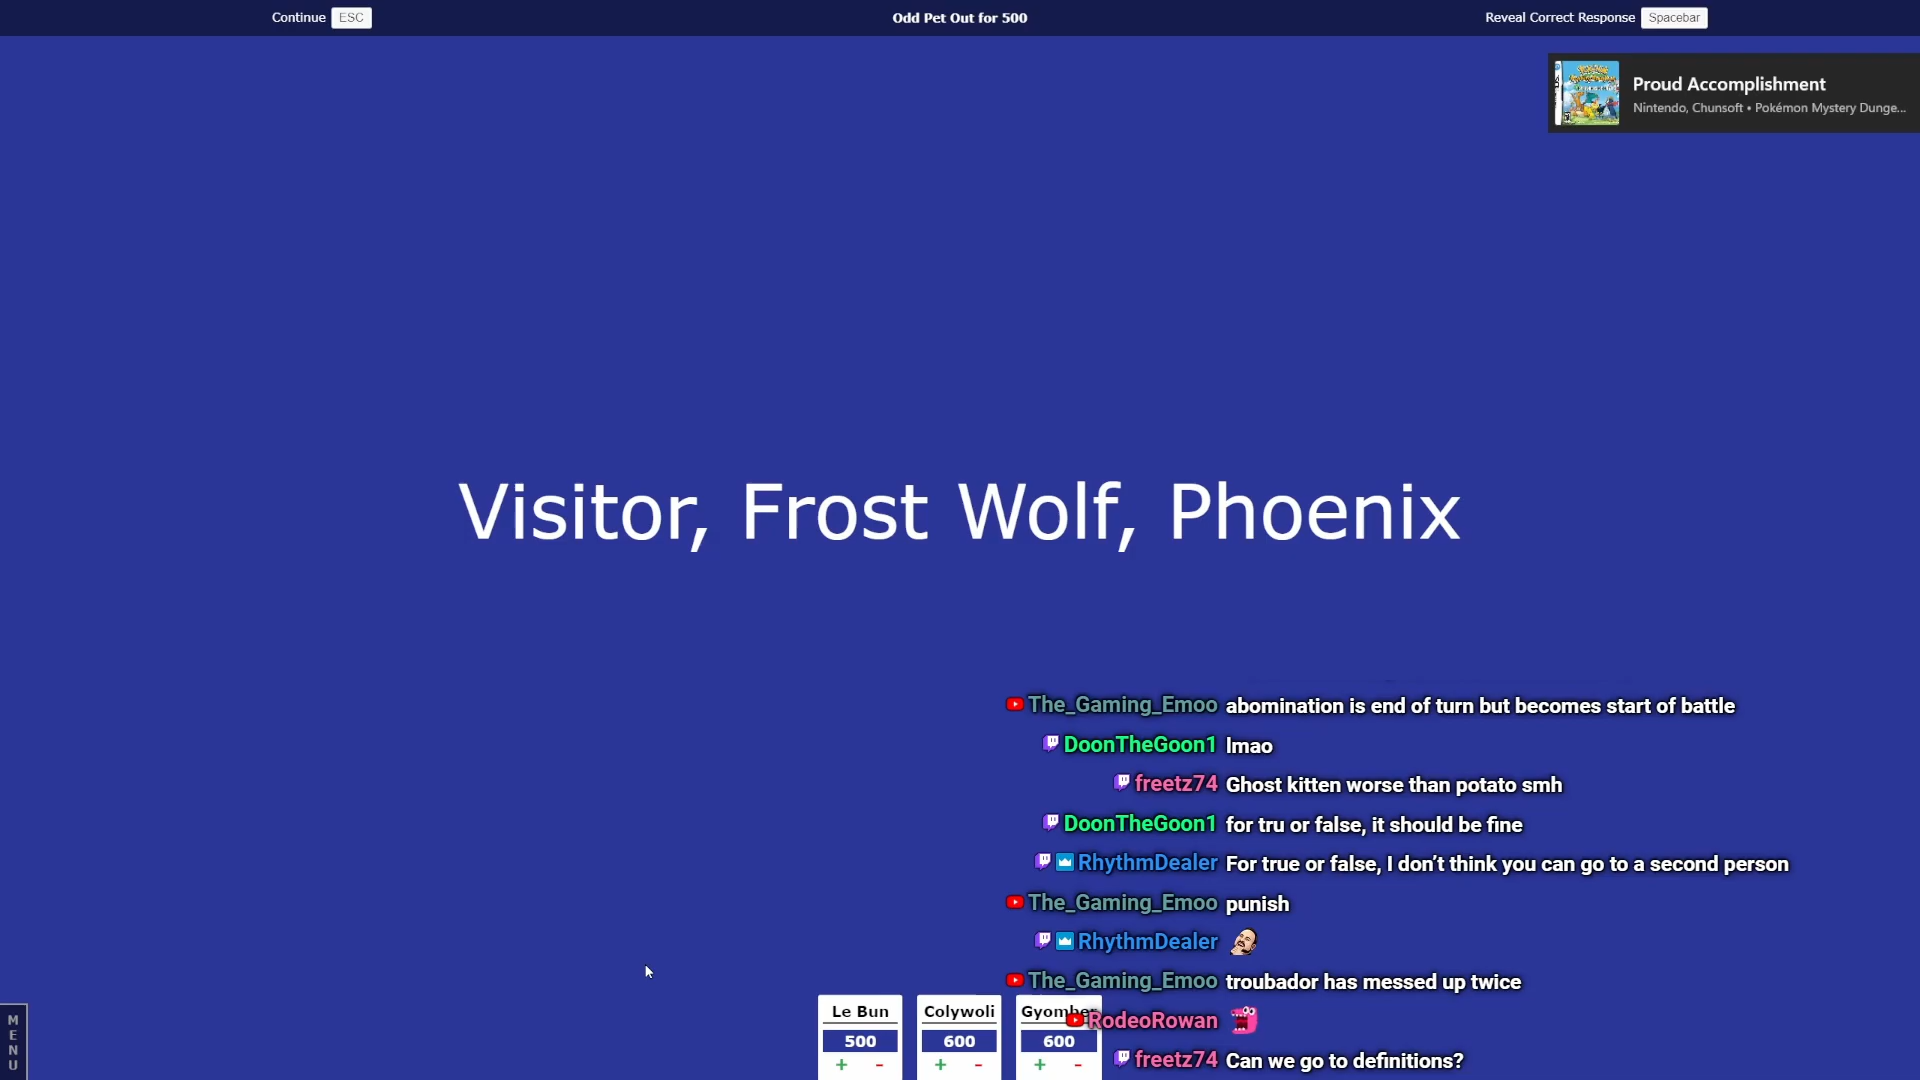 Continue ESC
Odd Pet Out for 500
Reveal Correct Response Spacebar
Proud Accomplishment
Nintendo, Chunsoft • Pokémon Mystery Dunge...
Visitor, Frost Wolf, Phoenix
The_Gaming_Emoo abomination is end of turn but becomes start of battle
DoonTheGoon1 lmao
freetz74 Ghost kitten worse than potato smh
DoonTheGoon1 for tru or false, it should be fine
RhythmDealer For true or false, I don’t think you can go to a second person
The_Gaming_Emoo punish
RhythmDealer
The_Gaming_Emoo troubador has messed up twice
RodeoRowan
freetz74 Can we go to definitions?
Le Bun
500
+ -
Colywoli
600
+ -
Gyomber
600
+ -
MENU